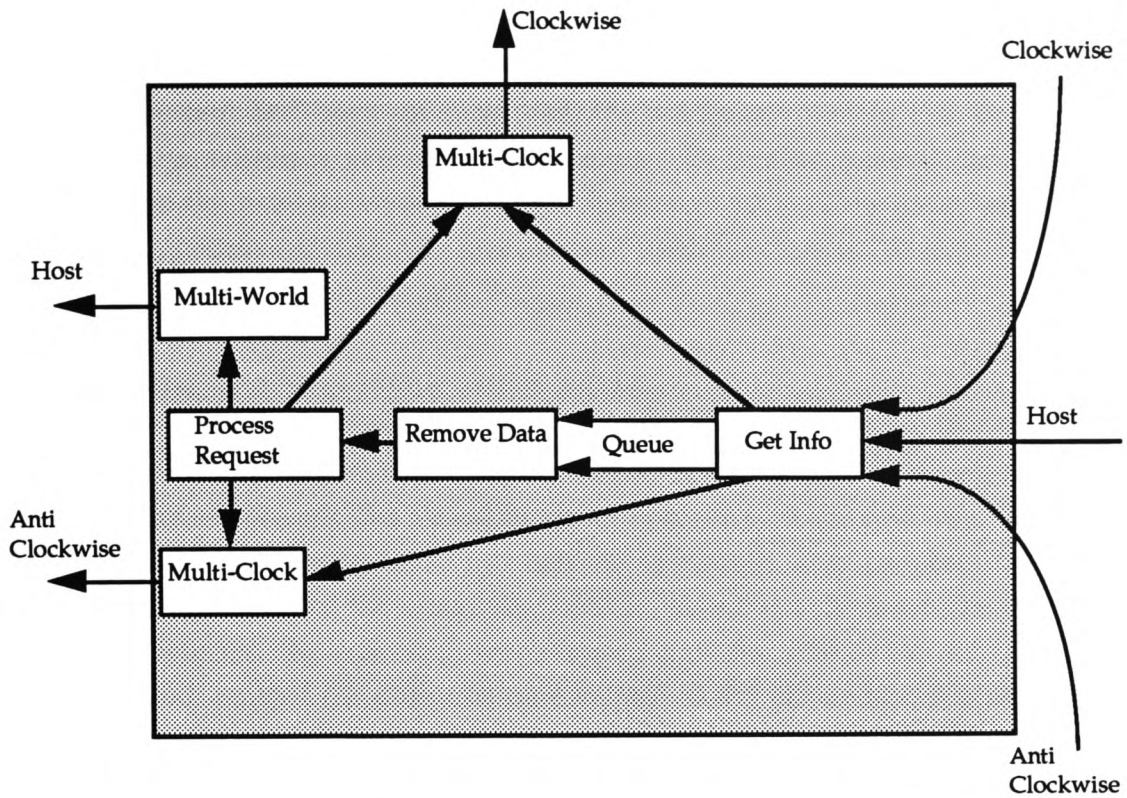 Clockwise
Clockwise
Multi-Clock
Host
Multi-World
Process
Request
Remove Data
Queue
Get Info
Host
Anti
Clockwise
Multi-Clock
Anti
Clockwise